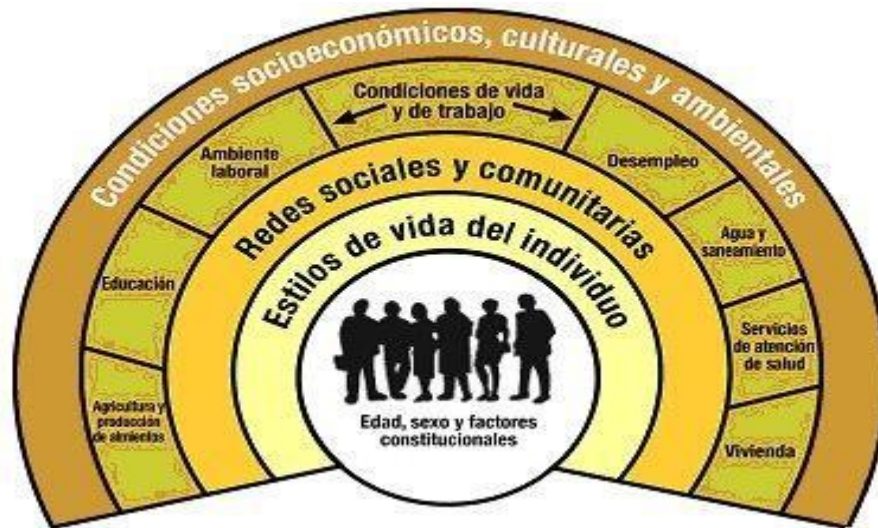 Condiciones socioeconómicos, culturales y ambientales
Condiciones de vida
y de trabajo
Ambiente
laboral
Desempleo
Redes sociales y comunitarias
Educación
Agua y
saneamiento
Estilos de vida del individuo
Servicios
de atención
de salud
Agricultura y
producción
de alimientos
Vivienda
Edad, sexo y factores
constitucionales